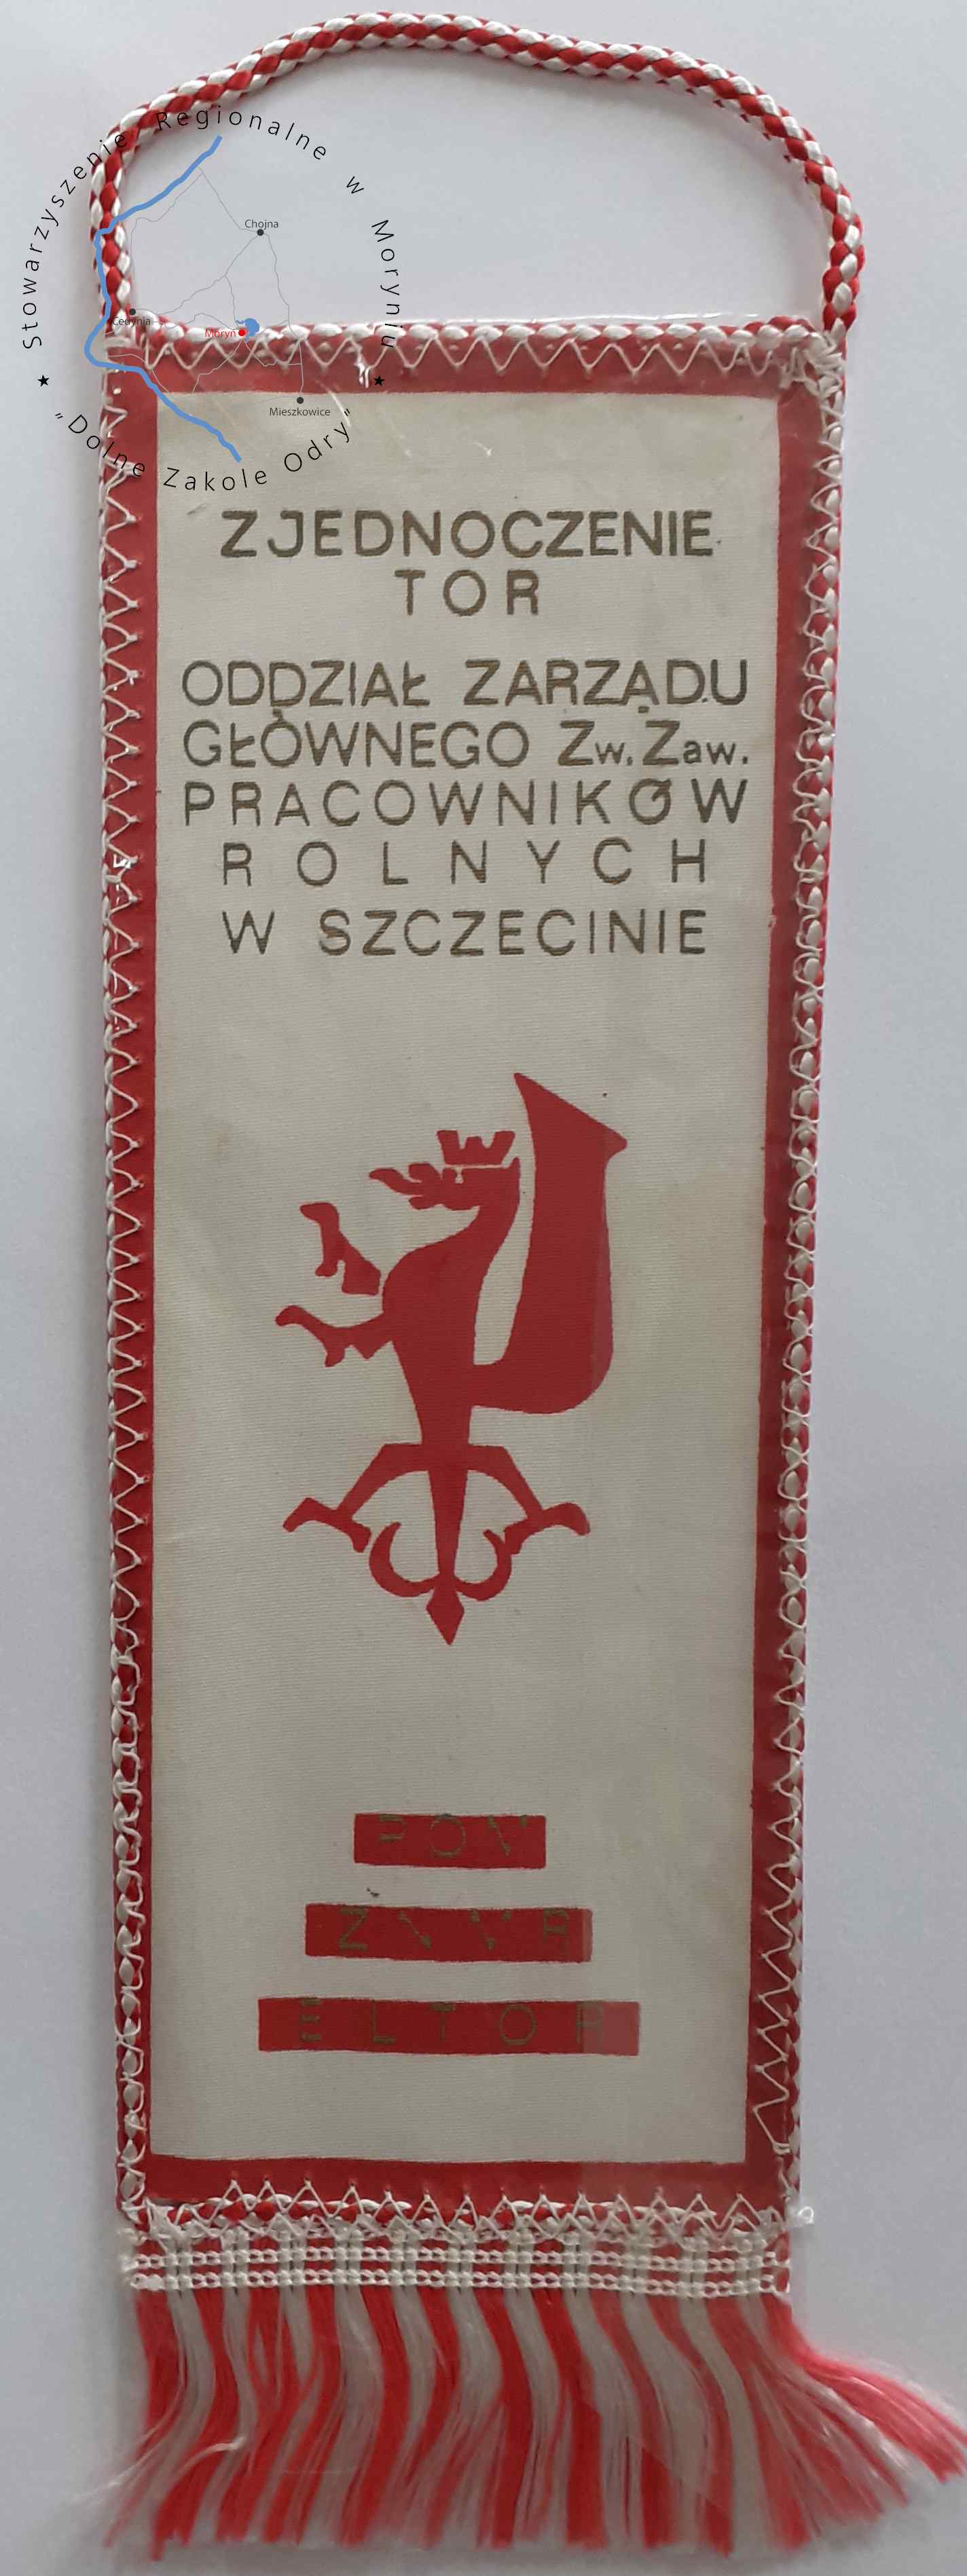 Stowarzyszenie Regionalne w Moryniu
Chojna
Cedynia
Moryń
Mieszkowice
"Dolne Zakole Odry"
ZJEDNOCZENIE
TOR
ODDZIAŁ ZARZĄDU
GŁÓWNEGO Zw. Zaw.
PRACOWNIKÓW
ROLNYCH
W SZCZECINIE
POM
ELTOR